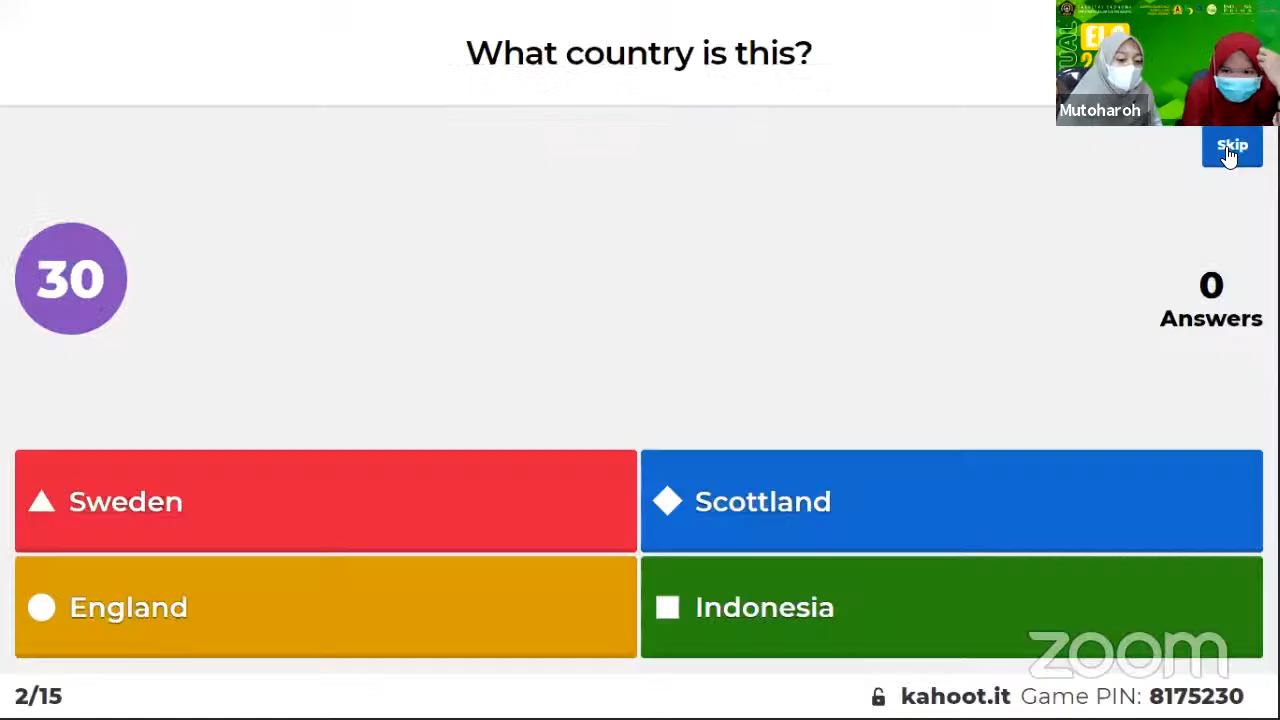 What country is this?
Mutoharoh
Skip
30
0
Answers
Sweden
Scottland
England
Indonesia
zoom
2/15
kahoot.it Game PIN: 8175230